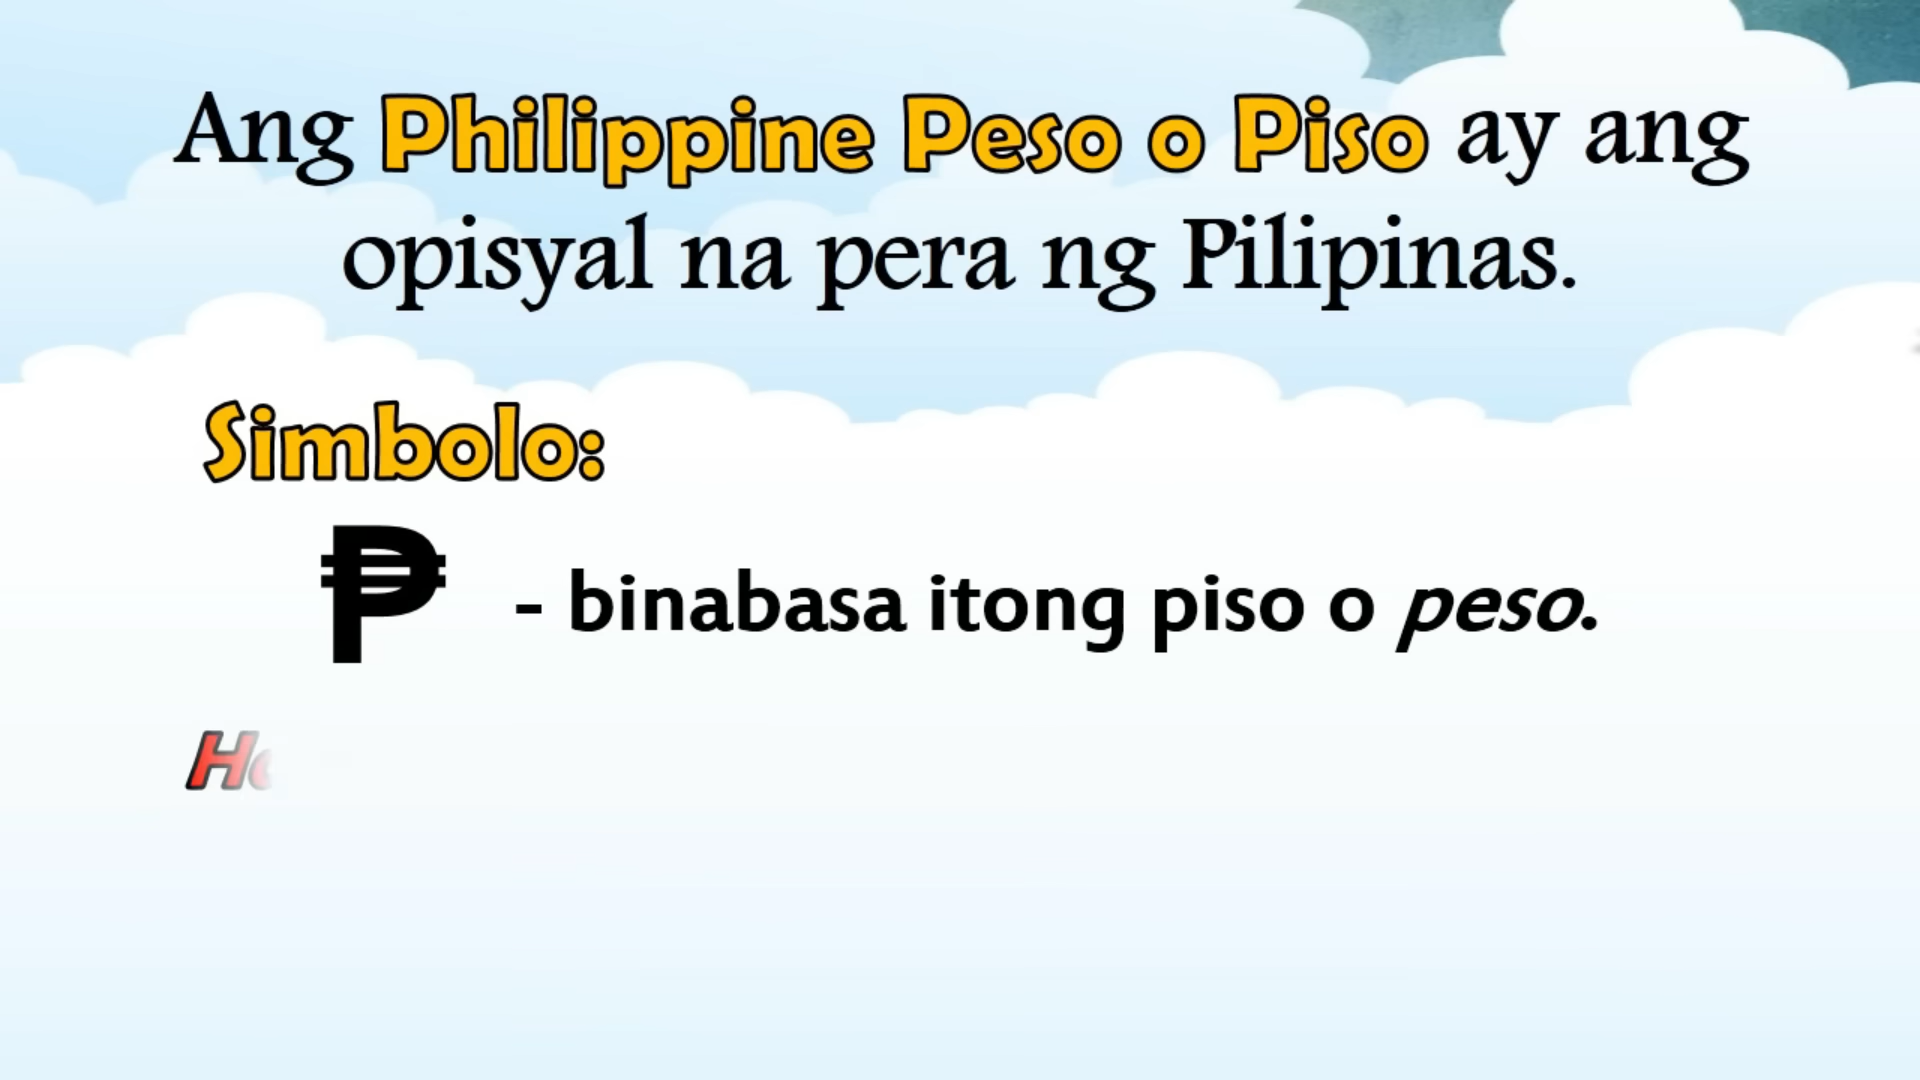 Ang Philippine Peso o Piso ay ang
opisyal na pera ng Pilipinas.
Simbolo:
₱ - binabasa itong piso o peso.